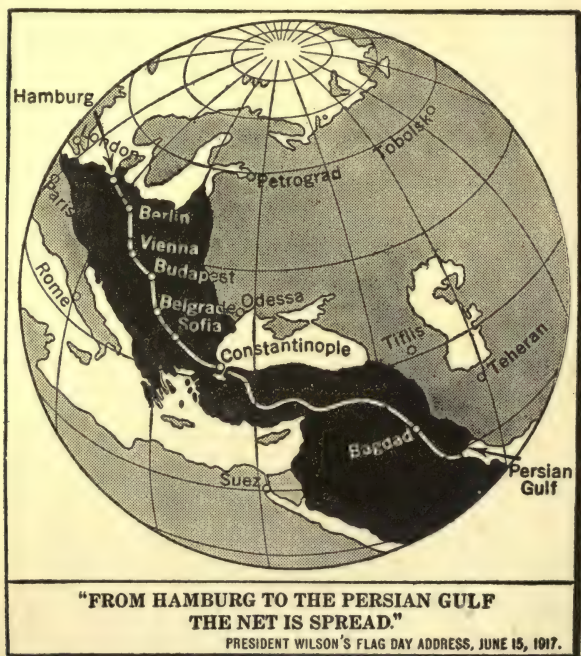 Hamburg
London
Paris
Petrograd
Tobolsk
Berlin
Vienna
Budapest
Rome
Belgrade
Odessa
Sofia
Constantinople
Tiflis
Teheran
Bagdad
Suez
Persian
Gulf
"FROM HAMBURG TO THE PERSIAN GULF
THE NET IS SPREAD."
PRESIDENT WILSON'S FLAG DAY ADDRESS, JUNE 15, 1917.